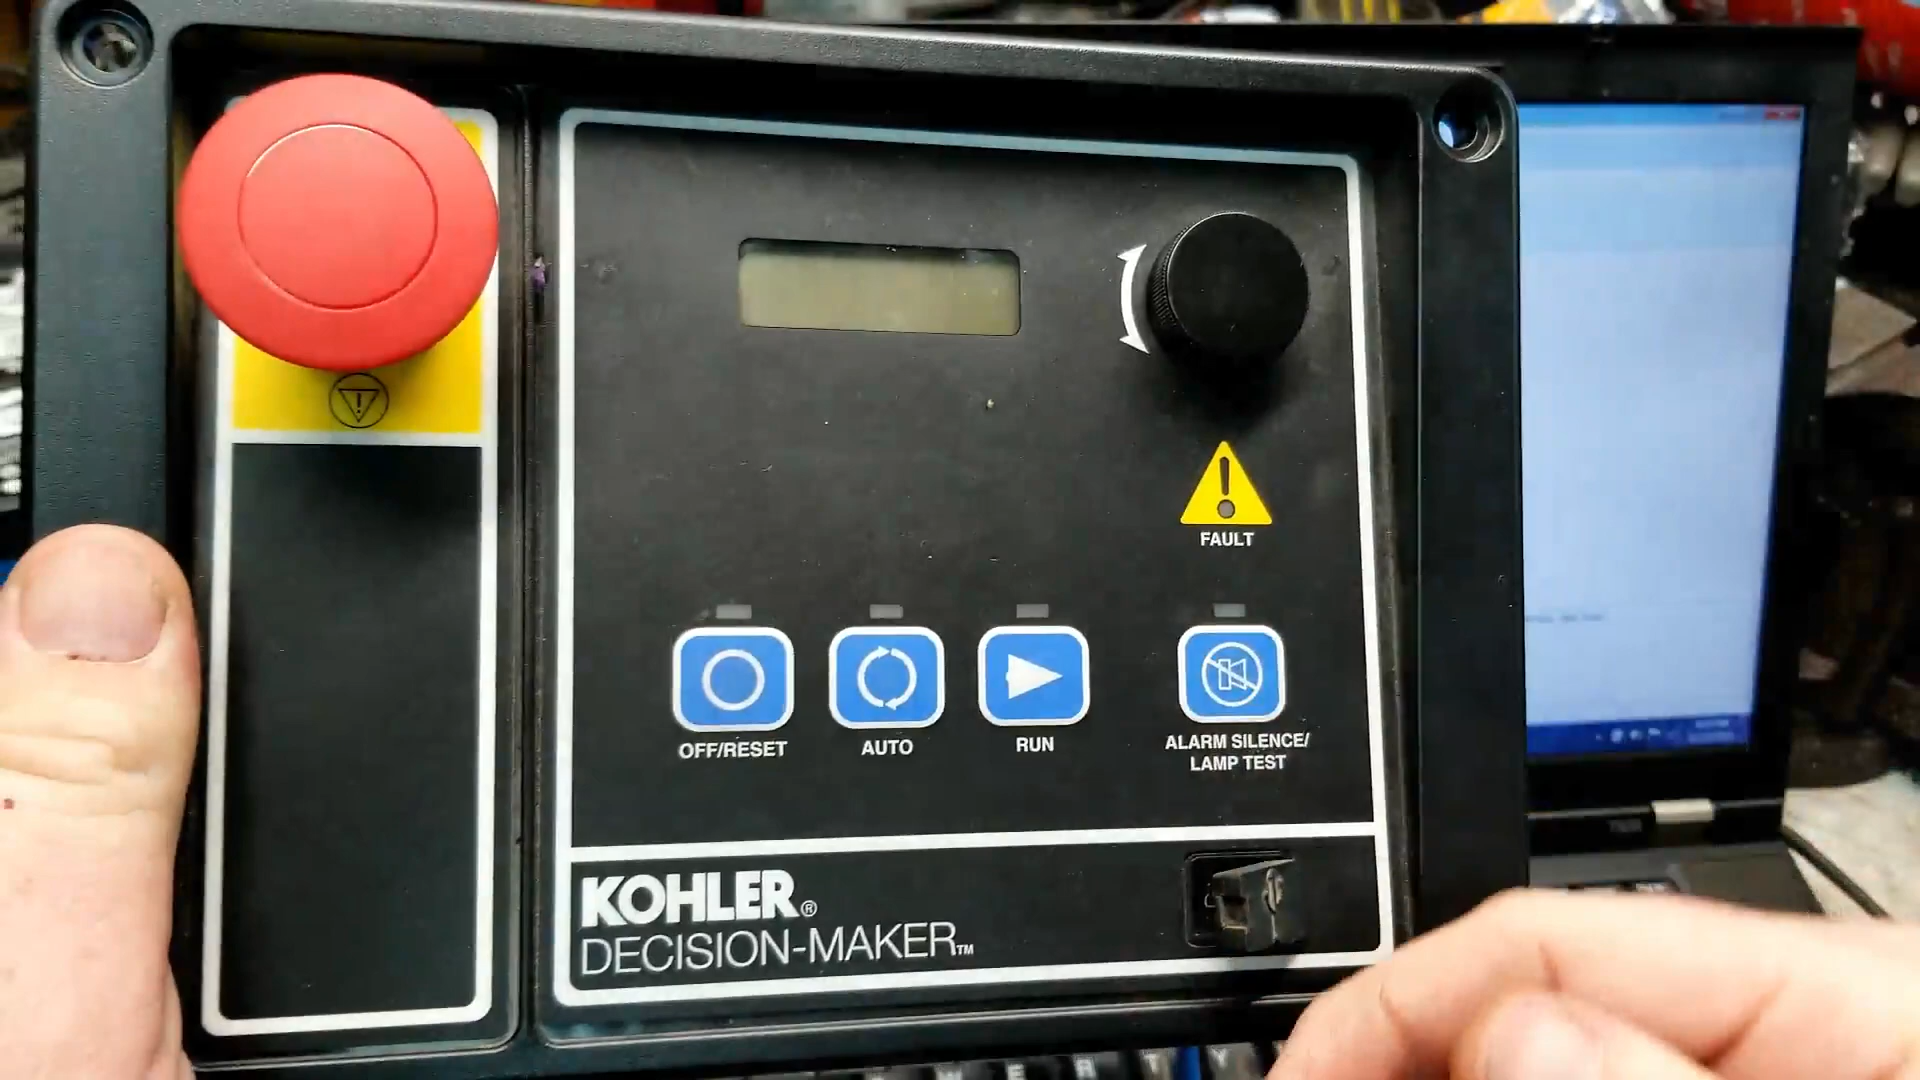 FAULT
OFF/RESET
AUTO
RUN
ALARM SILENCE/
LAMP TEST
KOHLER®
DECISION-MAKER™
W E R T Y